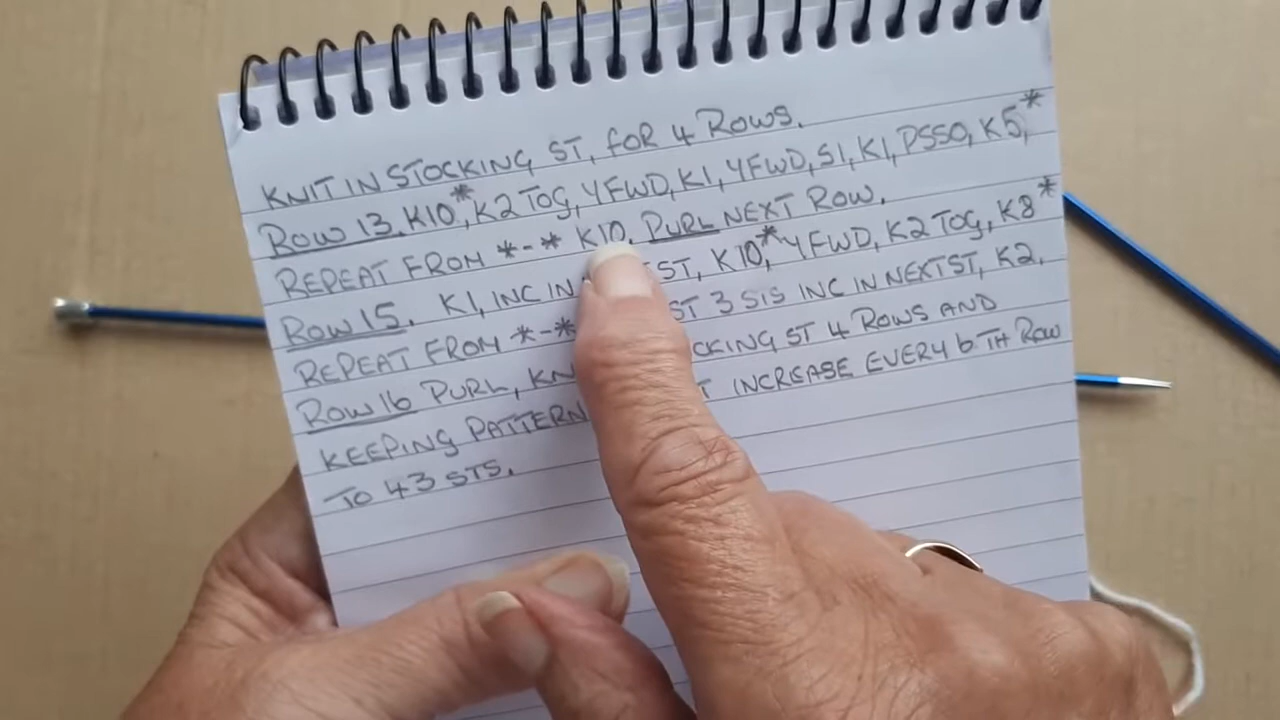 KNIT IN STOCKING ST, FOR 4 ROWS.
ROW 13. K10*, K2 TOG, YFWD, K1, YFWD, S1, K1, PSSO, K5,*
REPEAT FROM *-* K10. PURL NEXT ROW.
ROW 15. K1, INC IN ST, K10,* YFWD, K2 TOG, K8*
REPEAT FROM *-* ST 3 STS INC IN NEXT ST, K2.
ROW 16 PURL, ST 4 ROWS AND
KEEPING PATTERN INCREASE EVERY 6TH ROW
TO 43 STS.